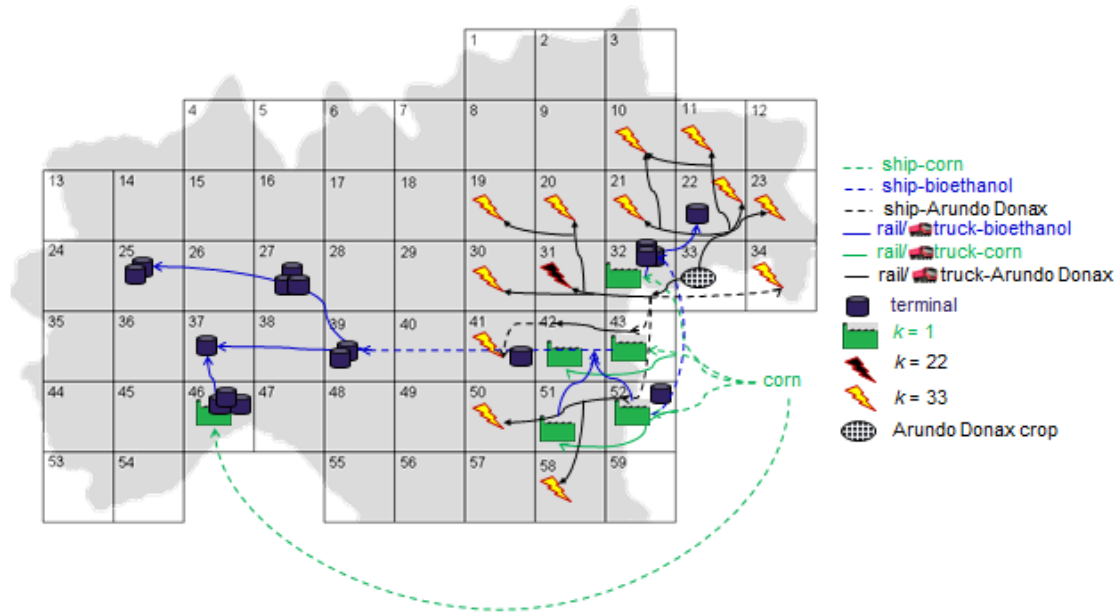 1 2 3
4 5 6 7 8 9 10 11 12
13 14 15 16 17 18 19 20 21 22 23
24 25 26 27 28 29 30 31 32 33 34
35 36 37 38 39 40 41 42 43
44 45 46 47 48 49 50 51 52
53 54 55 56 57 58 59
corn
ship-corn
ship-bioethanol
ship-Arundo Donax
rail/ truck-bioethanol
rail/ truck-corn
rail/ truck-Arundo Donax
terminal
k = 1
k = 22
k = 33
Arundo Donax crop